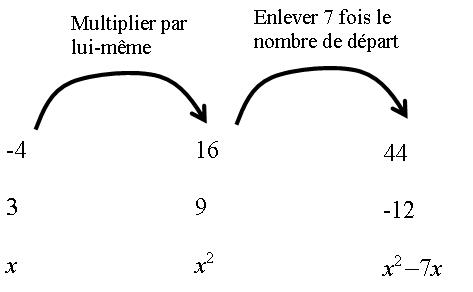 Multiplier par
lui-même
Enlever 7 fois le
nombre de départ
-4 16 44
3 9 -12
x x² x²−7x